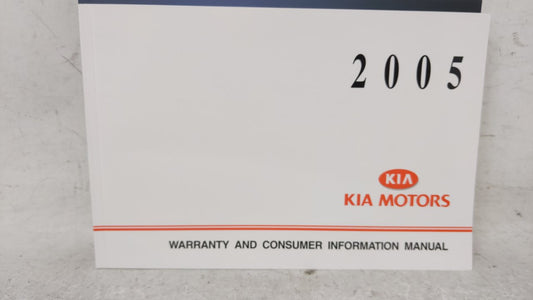 2005
KIA
KIA MOTORS
WARRANTY AND CONSUMER INFORMATION MANUAL